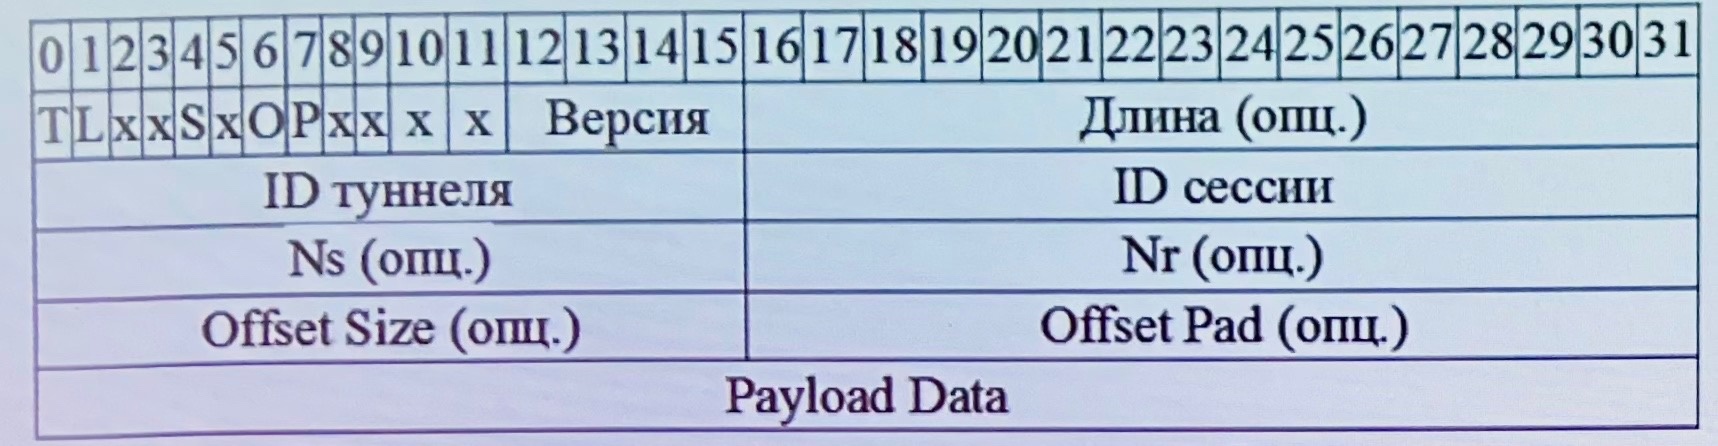 0 1 2 3 4 5 6 7 8 9 10 11 12 13 14 15 16 17 18 19 20 21 22 23 24 25 26 27 28 29 30 31
T L x x S x O P x x x x Версия Длина (опц.)
ID туннеля ID сессии
Ns (опц.) Nr (опц.)
Offset Size (опц.) Offset Pad (опц.)
Payload Data